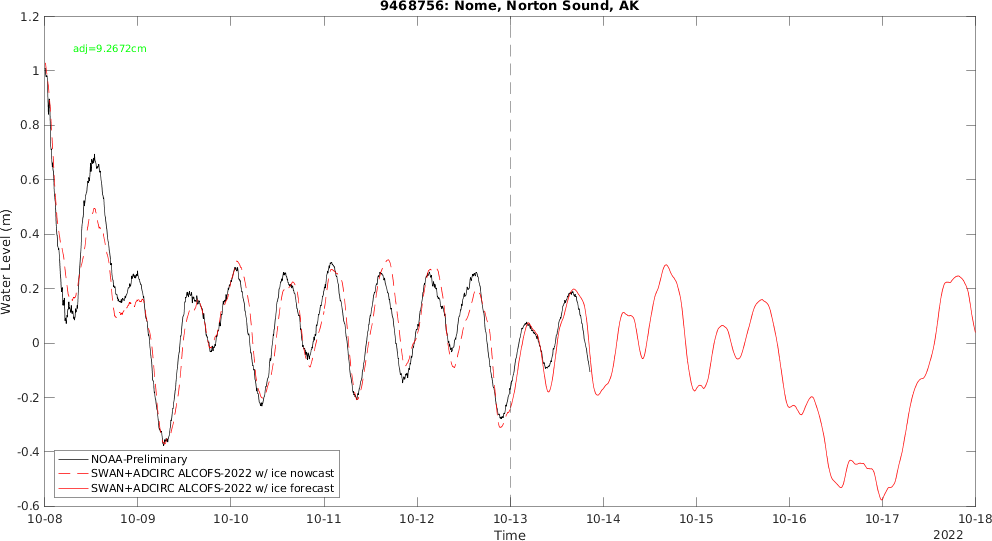 9468756: Nome, Norton Sound, AK
adj=9.2672cm
Water Level (m)
1.2
1
0.8
0.6
0.4
0.2
0
-0.2
-0.4
-0.6
NOAA-Preliminary
SWAN+ADCIRC ALCOFS-2022 w/ ice nowcast
SWAN+ADCIRC ALCOFS-2022 w/ ice forecast
10-08 10-09 10-10 10-11 10-12 10-13 10-14 10-15 10-16 10-17 10-18
Time
2022